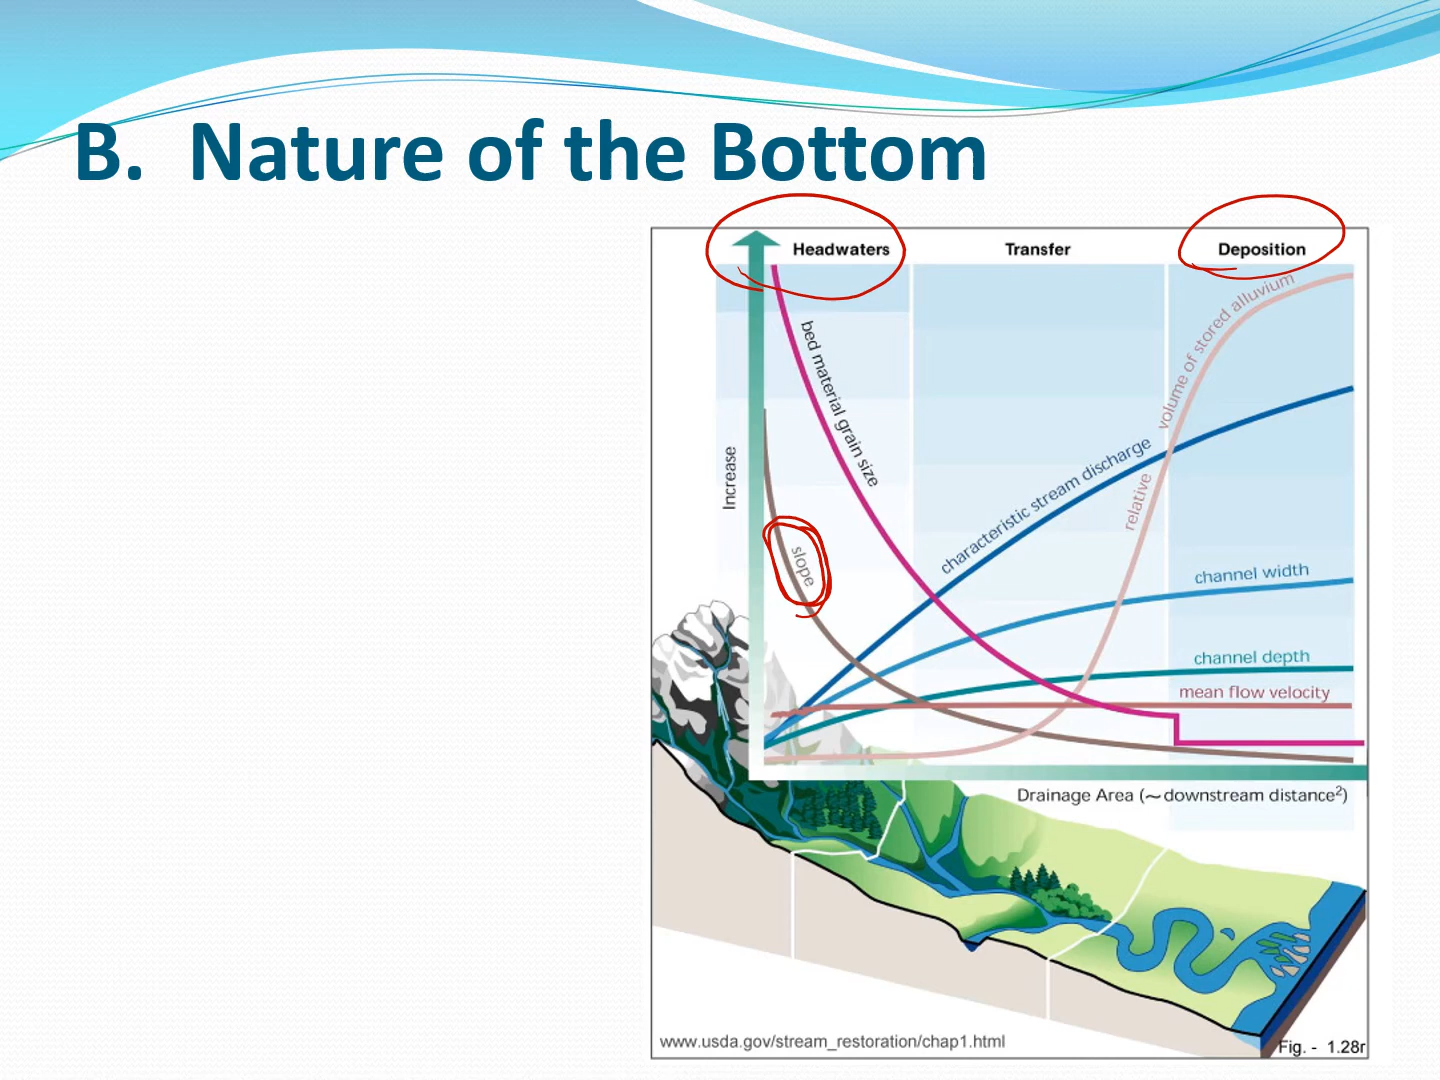 B. Nature of the Bottom
Headwaters Transfer Deposition
Increase
bed material grain size
slope
characteristic stream discharge
relative volume of stored alluvium
channel width
channel depth
mean flow velocity
Drainage Area (~downstream distance²)
www.usda.gov/stream_restoration/chap1.html
Fig. - 1.28r